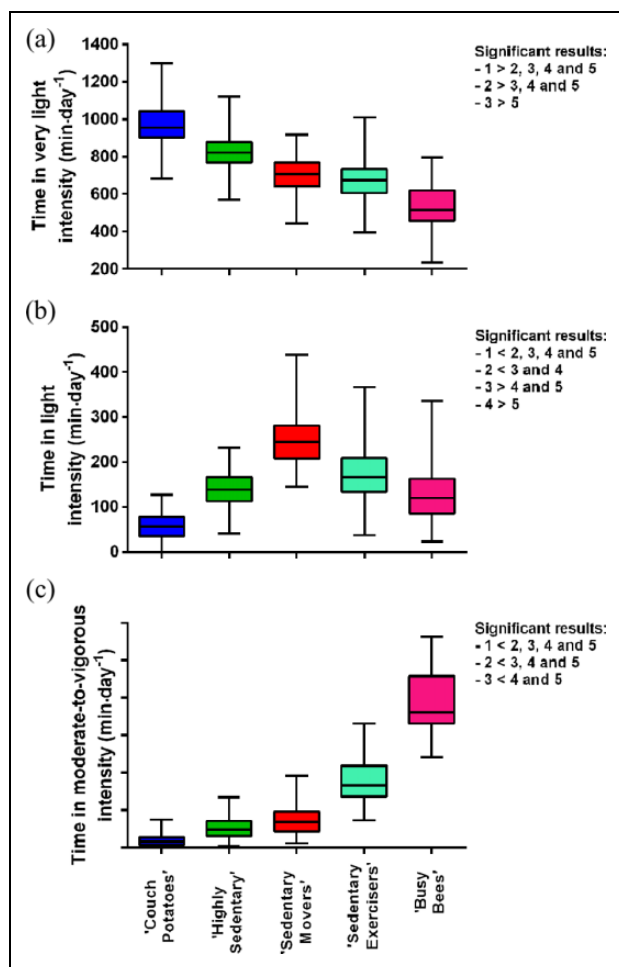 (a)
Time in very light
intensity (min·day-1)
1400
1200
1000
800
600
400
200
Significant results:
- 1 > 2, 3, 4 and 5
- 2 > 3, 4 and 5
- 3 > 5
(b)
Time in light
intensity (min·day-1)
500
400
300
200
100
0
Significant results:
- 1 < 2, 3, 4 and 5
- 2 < 3 and 4
- 3 > 4 and 5
- 4 > 5
(c)
Time in moderate-to-vigorous
intensity (min·day-1)
Significant results:
- 1 < 2, 3, 4 and 5
- 2 < 3, 4 and 5
- 3 < 4 and 5
'Couch
Potatoes'
'Highly
Sedentary'
'Sedentary
Movers'
'Sedentary
Exercisers'
'Busy
Bees'